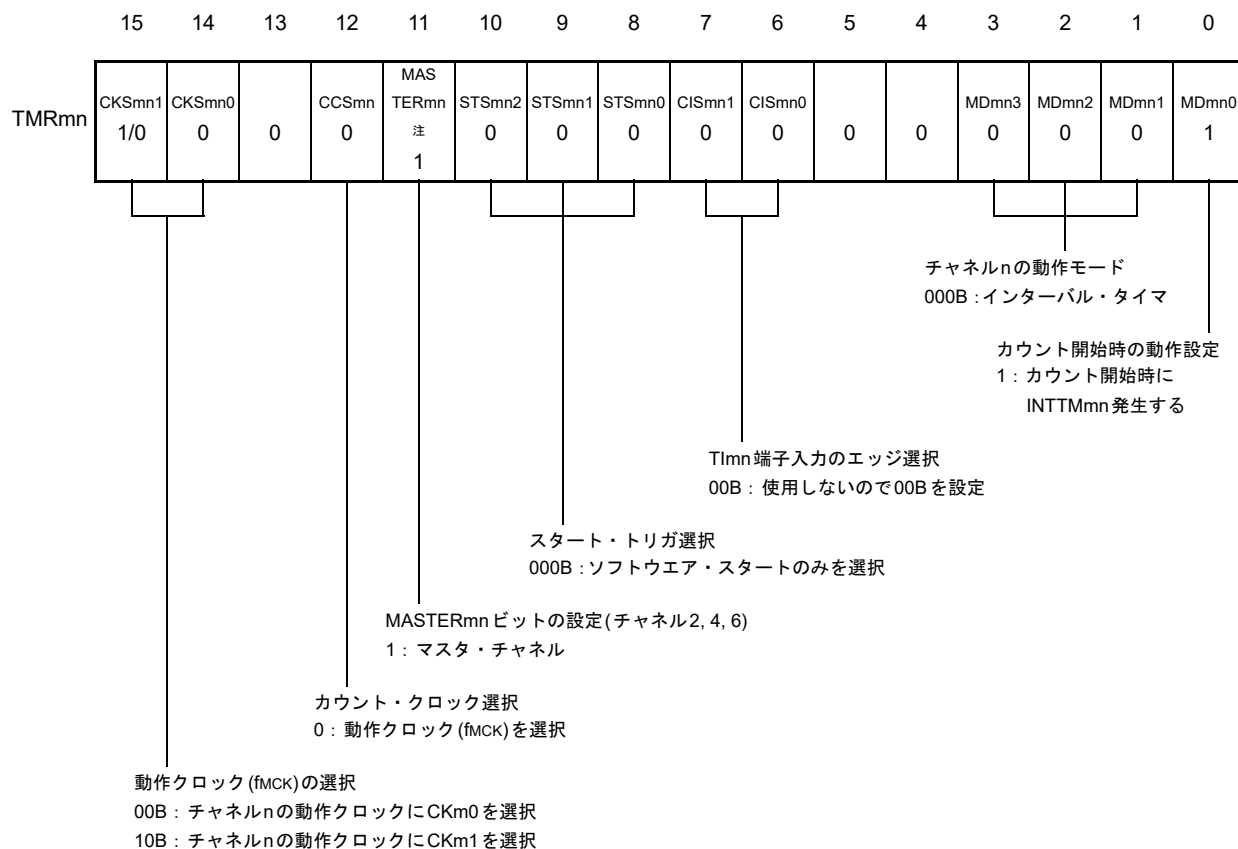 15 14 13 12 11 10 9 8 7 6 5 4 3 2 1 0
TMRmn
CKSmn1 CKSmn0 CCSmn MAS TERmn 注 STSmn2 STSmn1 STSmn0 CISmn1 CISmn0 MDmn3 MDmn2 MDmn1 MDmn0
1/0 0 0 0 1 0 0 0 0 0 0 0 0 0 0 1
チャネルnの動作モード
000B：インターバル・タイマ
カウント開始時の動作設定
1：カウント開始時に
INTTMmn発生する
TImn端子入力のエッジ選択
00B：使用しないので00Bを設定
スタート・トリガ選択
000B：ソフトウエア・スタートのみを選択
MASTERmnビットの設定(チャネル2, 4, 6)
1：マスタ・チャネル
カウント・クロック選択
0：動作クロック(fMCK)を選択
動作クロック(fMCK)の選択
00B：チャネルnの動作クロックにCKm0を選択
10B：チャネルnの動作クロックにCKm1を選択